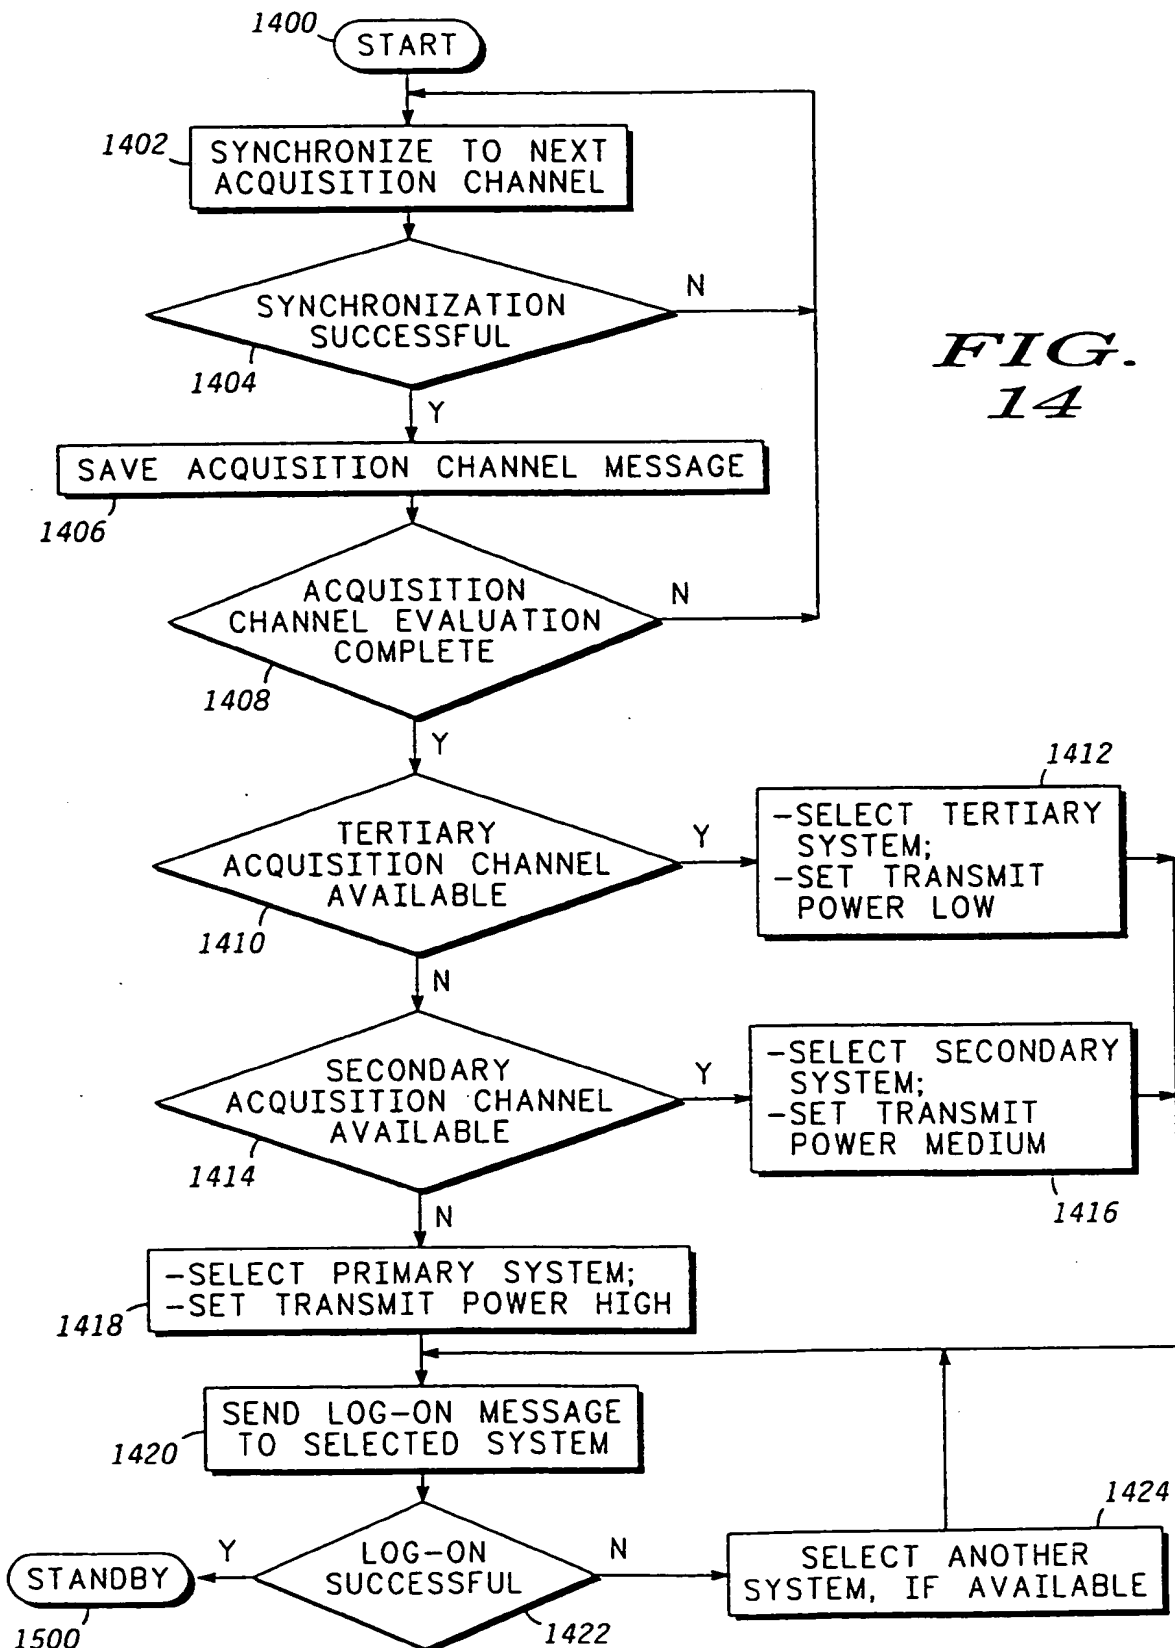 1400
START
1402
SYNCHRONIZE TO NEXT
ACQUISITION CHANNEL
SYNCHRONIZATION
SUCCESSFUL
N
1404
Y
FIG.
14
SAVE ACQUISITION CHANNEL MESSAGE
1406
ACQUISITION
CHANNEL EVALUATION
COMPLETE
N
1408
Y
TERTIARY
ACQUISITION CHANNEL
AVAILABLE
Y
1410
1412
-SELECT TERTIARY
SYSTEM;
-SET TRANSMIT
POWER LOW
N
SECONDARY
ACQUISITION CHANNEL
AVAILABLE
Y
1414
-SELECT SECONDARY
SYSTEM;
-SET TRANSMIT
POWER MEDIUM
1416
N
-SELECT PRIMARY SYSTEM;
-SET TRANSMIT POWER HIGH
1418
SEND LOG-ON MESSAGE
TO SELECTED SYSTEM
1420
LOG-ON
SUCCESSFUL
Y
N
1422
STANDBY
1500
1424
SELECT ANOTHER
SYSTEM, IF AVAILABLE